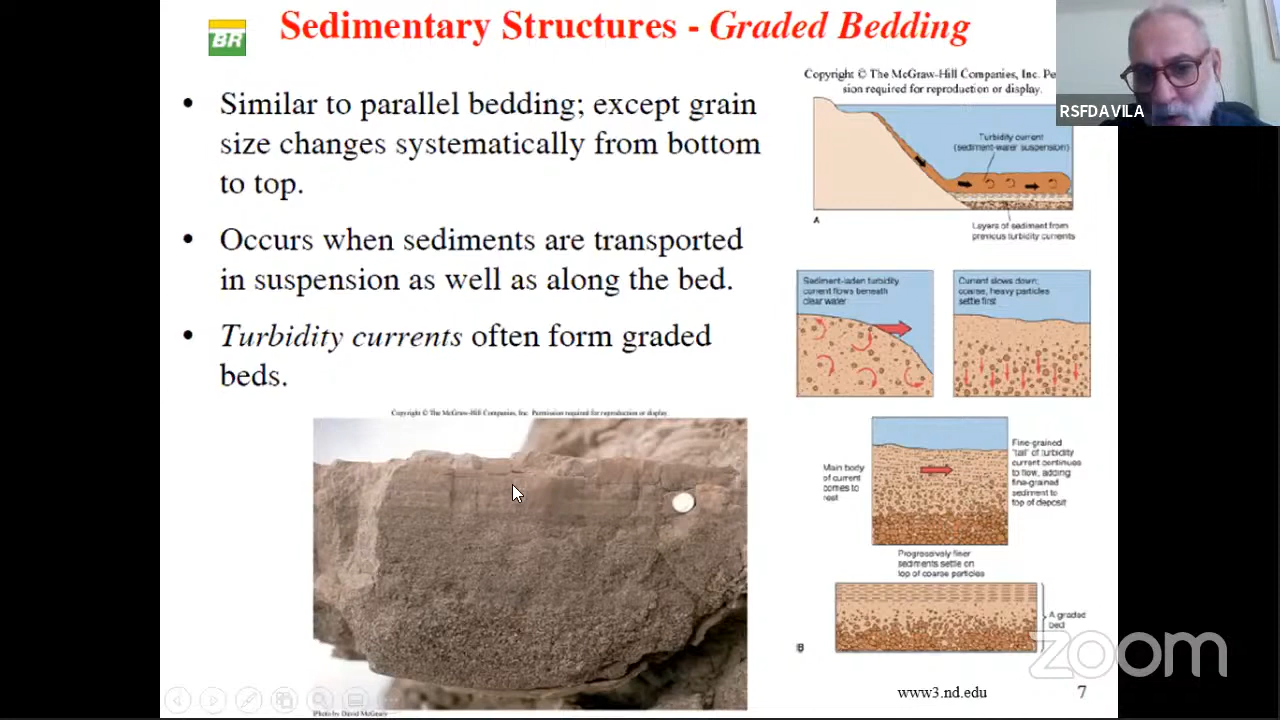 Sedimentary Structures - Graded Bedding
BR
• Similar to parallel bedding; except grain
size changes systematically from bottom
to top.
• Occurs when sediments are transported
in suspension as well as along the bed.
• Turbidity currents often form graded
beds.
Copyright © The McGraw-Hill Companies, Inc. Permission required for reproduction or display
Photo by David McGeary
Copyright © The McGraw-Hill Companies, Inc. Pe
sion required for reproduction or display.
RSFDAVILA
Turbidity current
(sediment-water suspension)
A
Layers of sediment from
previous turbidity currents
Sediment-laden turbidity
current flows beneath
clear water
Current slows down;
coarse, heavy particles
settle first
Main body
of current
comes to
rest
Fine-grained
"tail" of turbidity
current continues
to flow, adding
fine-grained
sediment to
top of deposit
Progressively finer
sediments settle on
top of coarse particles
A graded
bed
B
zoom
www3.nd.edu
7